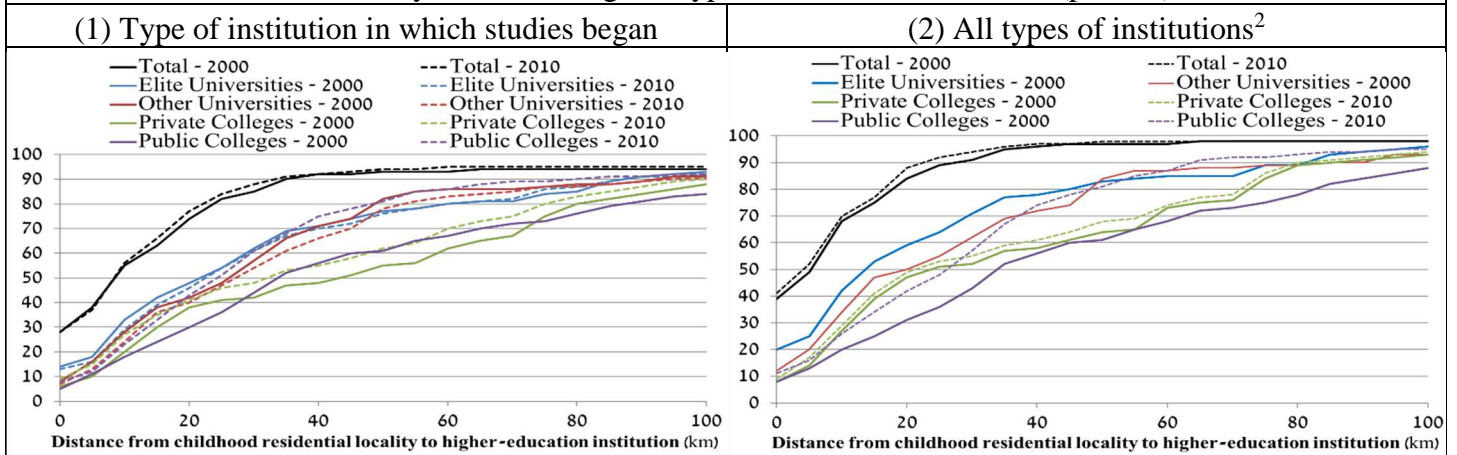 (1) Type of institution in which studies began
(2) All types of institutions2
Total - 2000
Total - 2010
Elite Universities - 2000
Elite Universities - 2010
Other Universities - 2000
Other Universities - 2010
Private Colleges - 2000
Private Colleges - 2010
Public Colleges - 2000
Public Colleges - 2010
100
90
80
70
60
50
40
30
20
10
0
0 20 40 60 80 100
Distance from childhood residential locality to higher-education institution (km)
Total - 2000
Total - 2010
Elite Universities - 2000
Other Universities - 2000
Private Colleges - 2000
Private Colleges - 2010
Public Colleges - 2000
Public Colleges - 2010
100
90
80
70
60
50
40
30
20
10
0
0 20 40 60 80 100
Distance from childhood residential locality to higher-education institution (km)